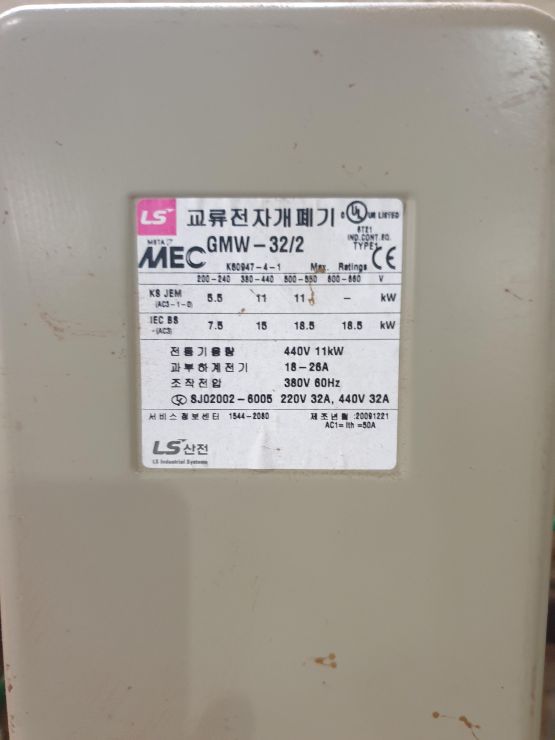 LS 교류전자개폐기 c UL US LISTED
6T21
IND.CONT.EQ.
TYPE1
META
MEC GMW-32/2 CE
K60947-4-1 Max. Ratings
200-240 380-440 500-550 600-660 V
KS JEM 5.5 11 11 - kW
(AC3-1-0)
IEC BS 7.5 15 18.5 18.5 kW
-(AC3)
전동기용량 440V 11kW
과부하계전기 18-26A
조작전압 380V 60Hz
SJ02002-6005 220V 32A, 440V 32A
서비스정보센터 1544-2080 제조년월:20091221
AC1= Ith =50A
LS 산전
LS Industrial Systems